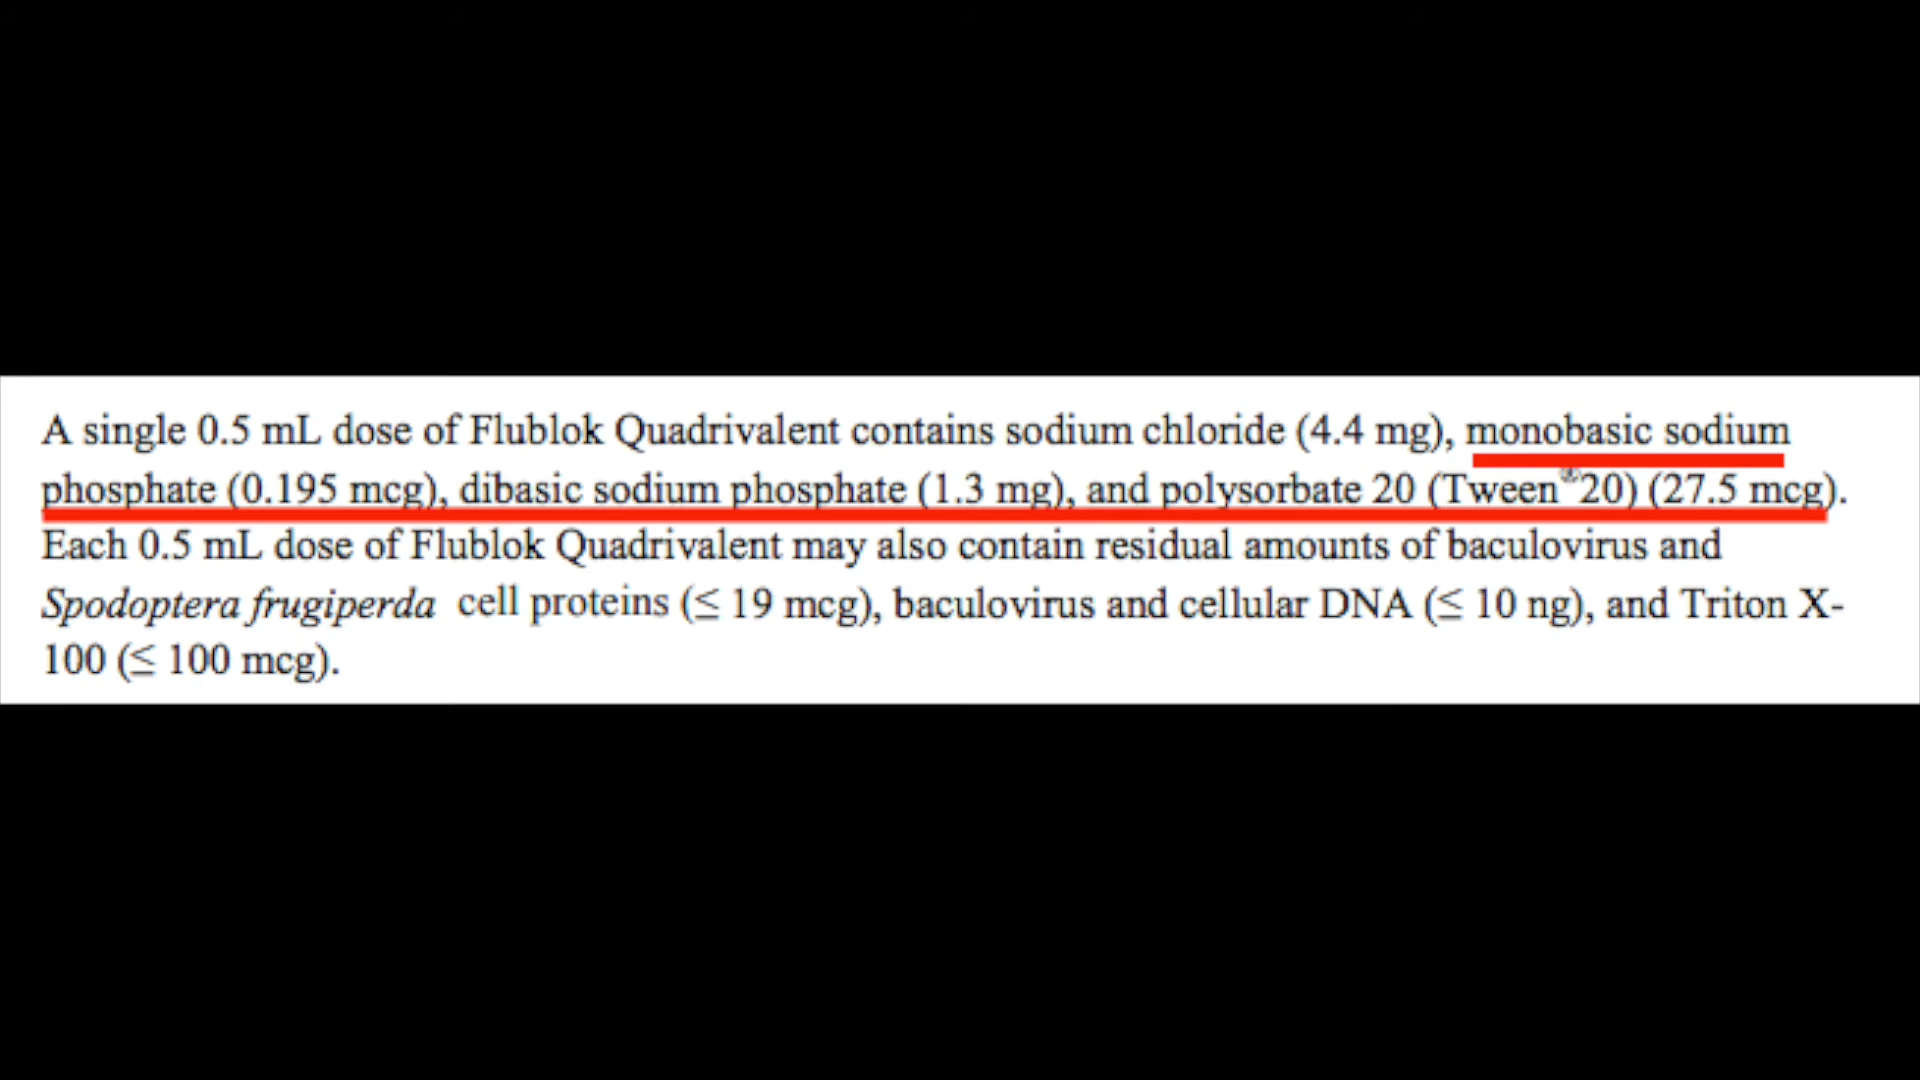 A single 0.5 mL dose of Flublok Quadrivalent contains sodium chloride (4.4 mg), monobasic sodium
phosphate (0.195 mcg), dibasic sodium phosphate (1.3 mg), and polysorbate 20 (Tween®20) (27.5 mcg).
Each 0.5 mL dose of Flublok Quadrivalent may also contain residual amounts of baculovirus and
Spodoptera frugiperda cell proteins (≤ 19 mcg), baculovirus and cellular DNA (≤ 10 ng), and Triton X-
100 (≤ 100 mcg).